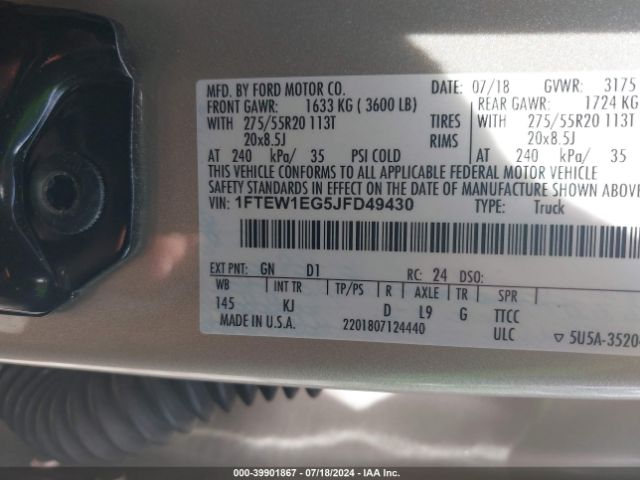 MFD. BY FORD MOTOR CO. DATE: 07/18 GVWR: 3175
FRONT GAWR: 1633 KG ( 3600 LB) REAR GAWR: 1724 KG
WITH 275/55R20 113T TIRES WITH 275/55R20 113T
20x8.5J RIMS 20x8.5J
AT 240 kPa/ 35 PSI COLD AT 240 kPa/ 35
THIS VEHICLE CONFORMS TO ALL APPLICABLE FEDERAL MOTOR VEHICLE
SAFETY STANDARDS IN EFFECT ON THE DATE OF MANUFACTURE SHOWN ABOVE
VIN: 1FTEW1EG5JFD49430 TYPE: Truck
EXT PNT: GN D1 RC: 24 DSO:
WB INT TR TP/PS R AXLE TR SPR
145 KJ D L9 G TTCC
MADE IN U.S.A. 2201807124440 ULC ▽ 5U5A-3520
000-39901867 - 07/18/2024 - IAA Inc.